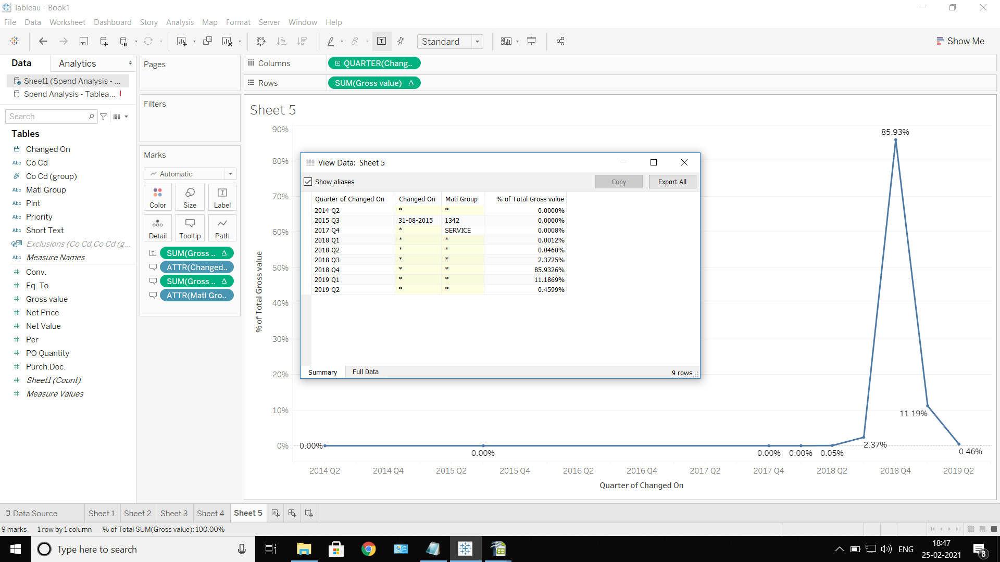 Tableau - Book1
File Data Worksheet Dashboard Story Analysis Map Format Server Window Help
Standard
Show Me
Data Analytics
Sheet1 (Spend Analysis - ...
Spend Analysis - Tablea... !
Search
Tables
Changed On
Abc Co Cd
Co Cd (group)
Abc Matl Group
Abc Plnt
Abc Priority
Abc Short Text
Exclusions (Co Cd,Co Cd (g...
Abc Measure Names
# Conv.
# Eq. To
# Gross value
# Net Price
# Net Value
# Per
# PO Quantity
# Purch.Doc.
# Sheet1 (Count)
# Measure Values
Pages
Filters
Marks
Automatic
Color Size Label
Detail Tooltip Path
SUM(Gross .. Δ
ATTR(Changed..
SUM(Gross .. Δ
ATTR(Matl Gro..
Columns QUARTER(Chang..
Rows SUM(Gross value) Δ
Sheet 5
90%
80%
70%
60%
50%
40%
30%
20%
10%
0%
% of Total Gross value
85.93%
11.19%
0.00% 0.00% 0.00% 0.00% 0.05% 2.37% 0.46%
2014 Q2 2014 Q4 2015 Q2 2015 Q4 2016 Q2 2016 Q4 2017 Q2 2017 Q4 2018 Q2 2018 Q4 2019 Q2
Quarter of Changed On
View Data: Sheet 5
Show aliases Copy Export All
Quarter of Changed On Changed On Matl Group % of Total Gross value
2014 Q2 * * 0.0000%
2015 Q3 31-08-2015 1342 0.0000%
2017 Q4 * SERVICE 0.0008%
2018 Q1 * * 0.0012%
2018 Q2 * * 0.0460%
2018 Q3 * * 2.3725%
2018 Q4 * * 85.9326%
2019 Q1 * * 11.1869%
2019 Q2 * * 0.4599%
Summary Full Data 9 rows
Data Source Sheet 1 Sheet 2 Sheet 3 Sheet 4 Sheet 5
9 marks 1 row by 1 column % of Total SUM(Gross value): 100.00%
Type here to search
ENG
18:47
25-02-2021
8